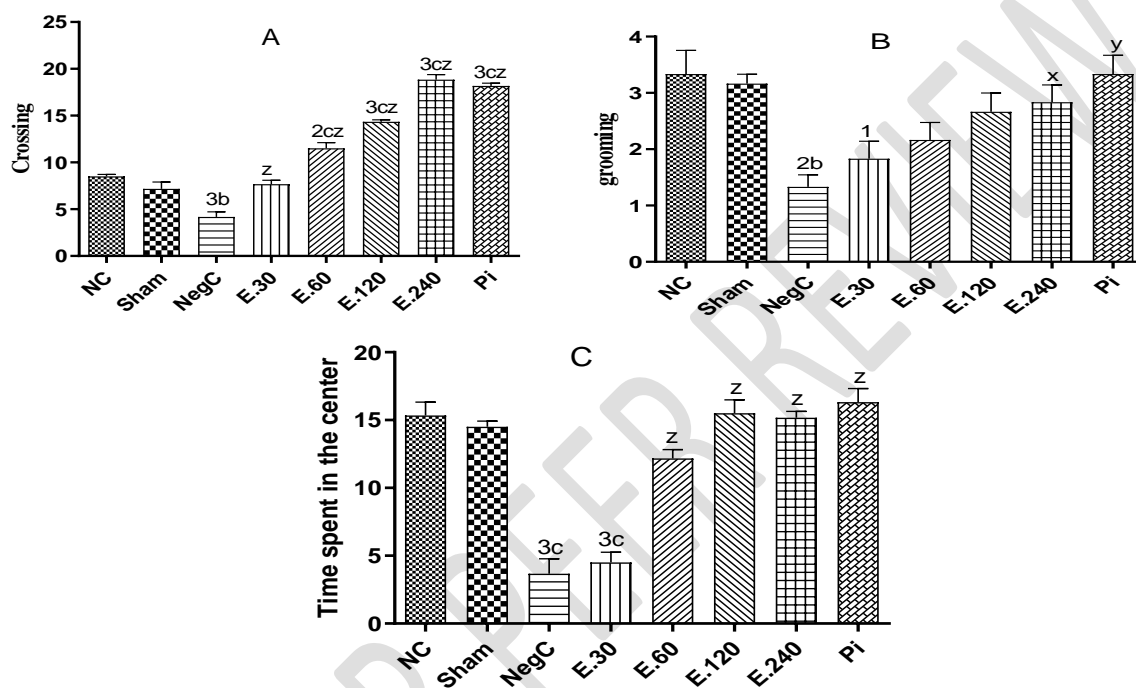 A
Crossing
25
20
15
10
5
0
3b
z
2cz
3cz
3cz
3cz
NC
Sham
NegC
E.30
E.60
E.120
E.240
Pi
B
grooming
4
3
2
1
0
2b
1
x
y
NC
Sham
NegC
E.30
E.60
E.120
E.240
Pi
C
Time spent in the center
20
15
10
5
0
3c
3c
z
z
z
z
NC
Sham
NegC
E.30
E.60
E.120
E.240
Pi
PEER REVIEW